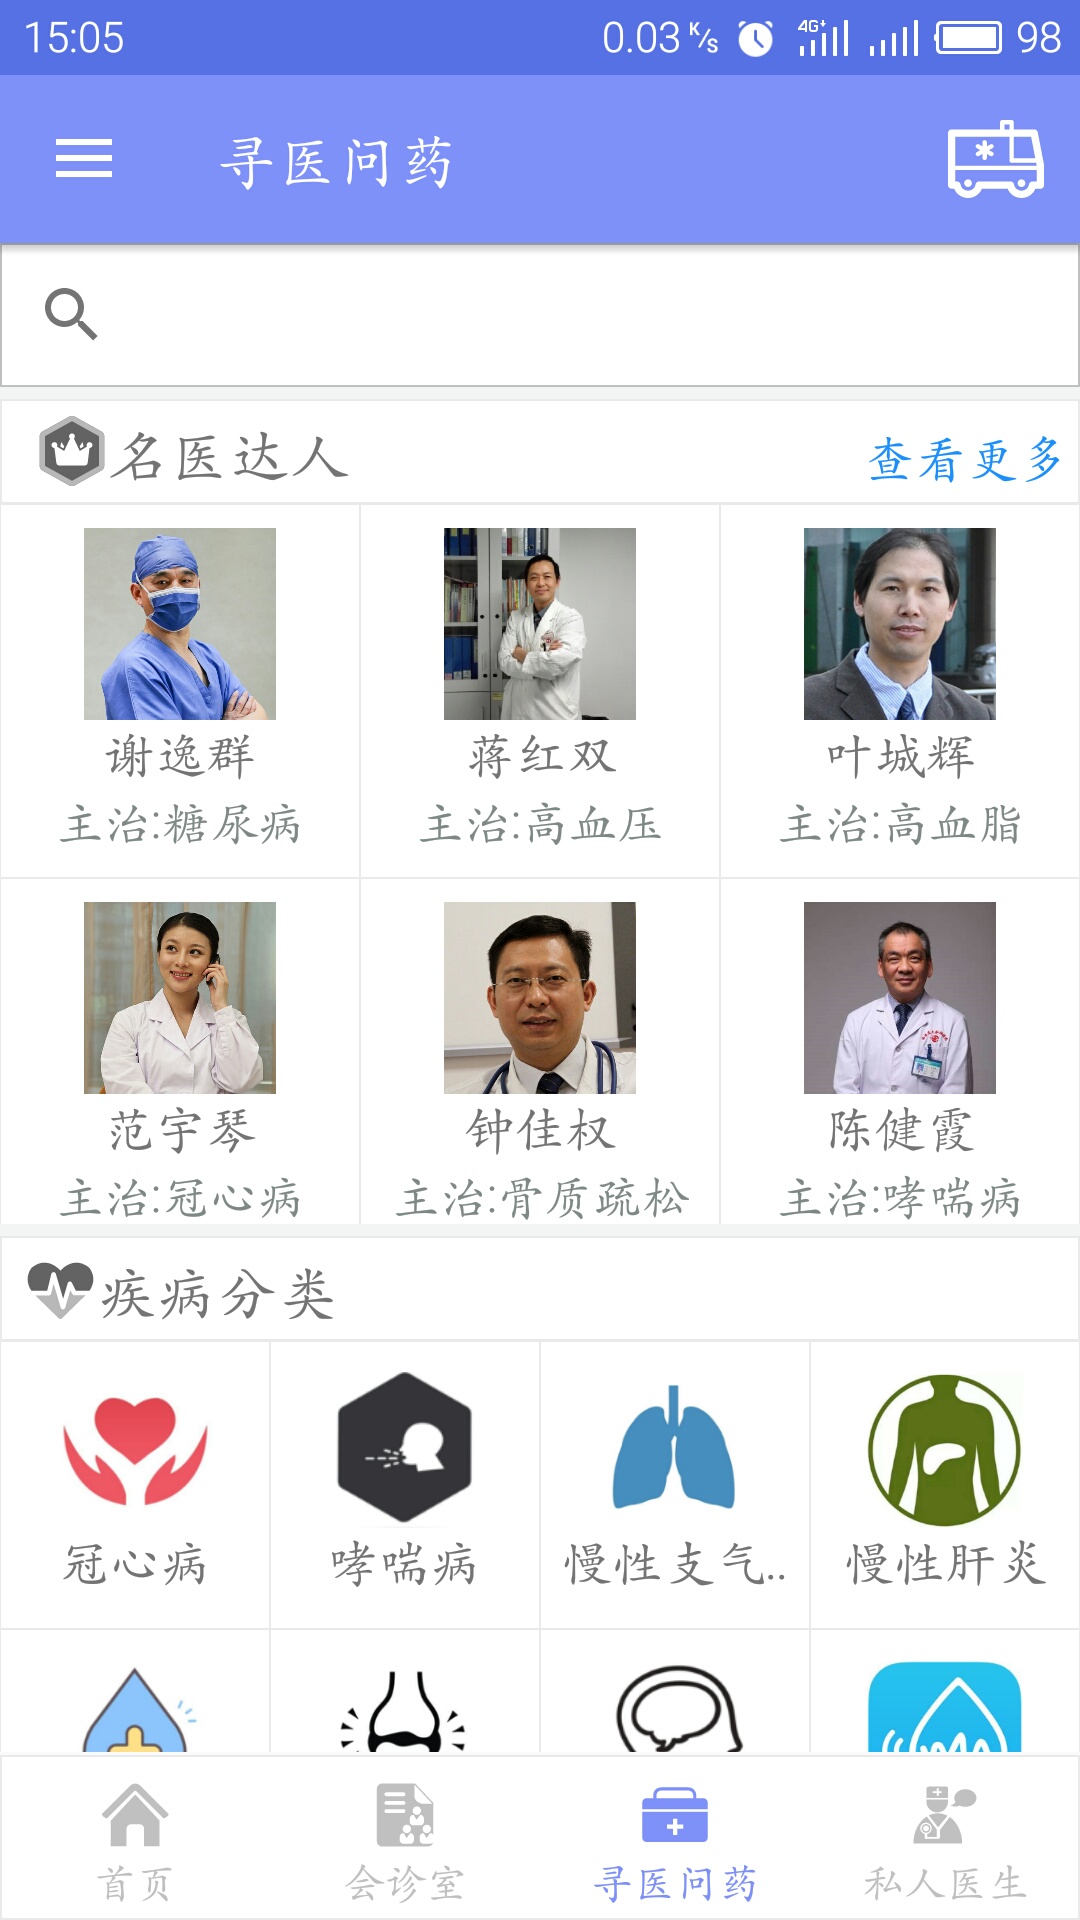 15:05 0.03 K/s 4G+ 98
寻医问药
名医达人 查看更多
谢逸群 蒋红双 叶城辉
主治:糖尿病 主治:高血压 主治:高血脂
范宇琴 钟佳权 陈健霞
主治:冠心病 主治:骨质疏松 主治:哮喘病
疾病分类
冠心病 哮喘病 慢性支气.. 慢性肝炎
首页 会诊室 寻医问药 私人医生